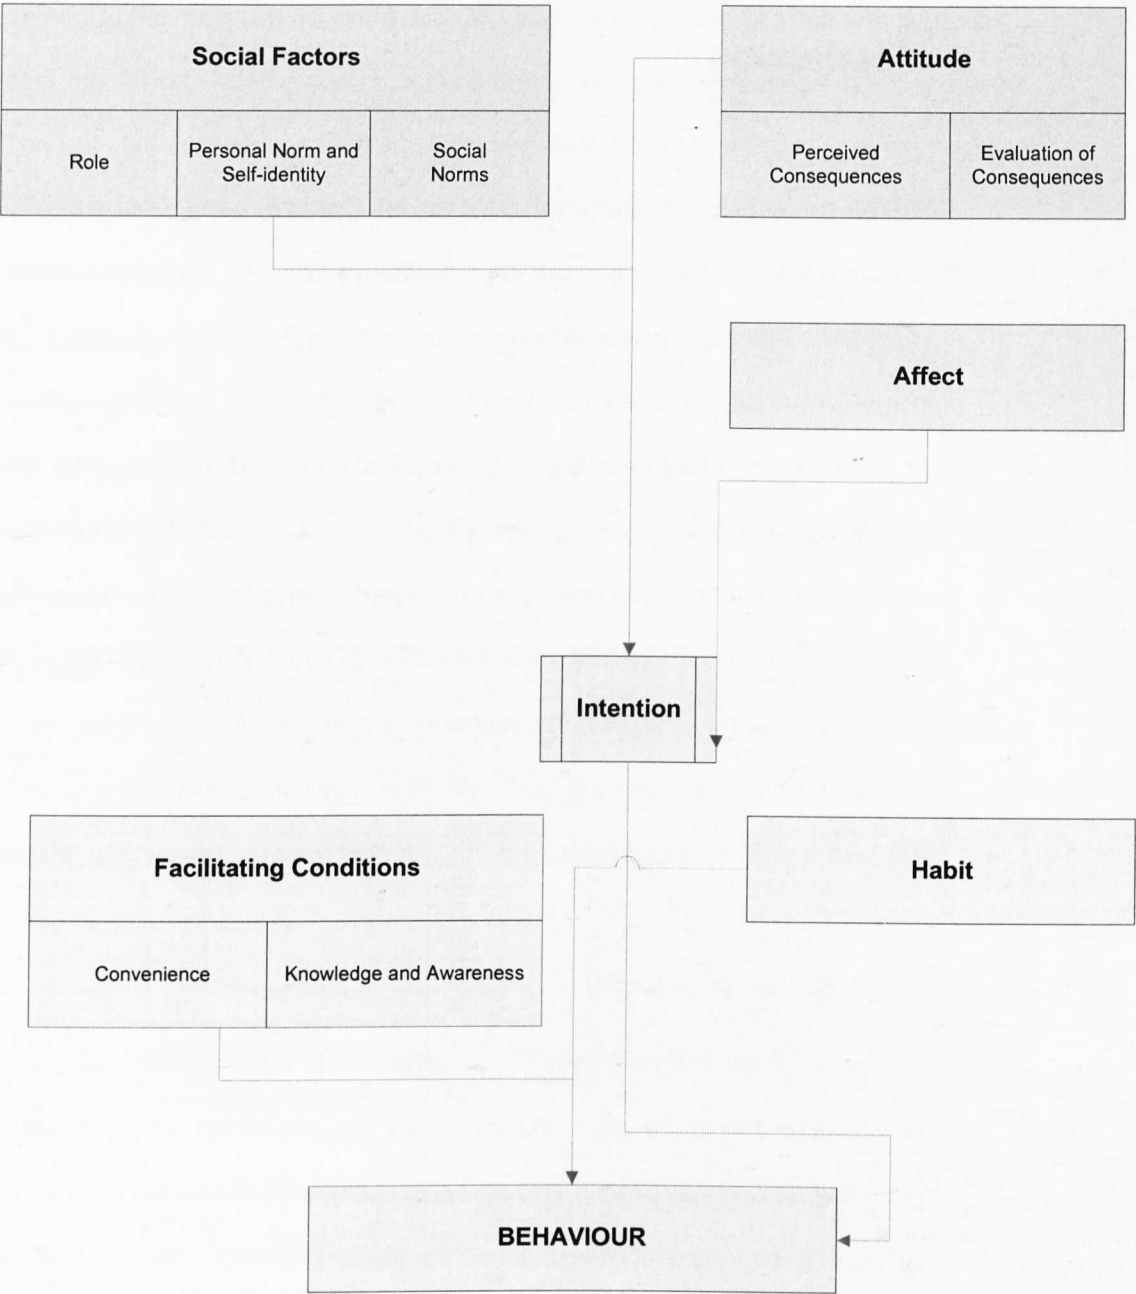 Social Factors
Attitude
Role
Personal Norm and
Self-identity
Social
Norms
Perceived
Consequences
Evaluation of
Consequences
Affect
Intention
Facilitating Conditions
Habit
Convenience
Knowledge and Awareness
BEHAVIOUR